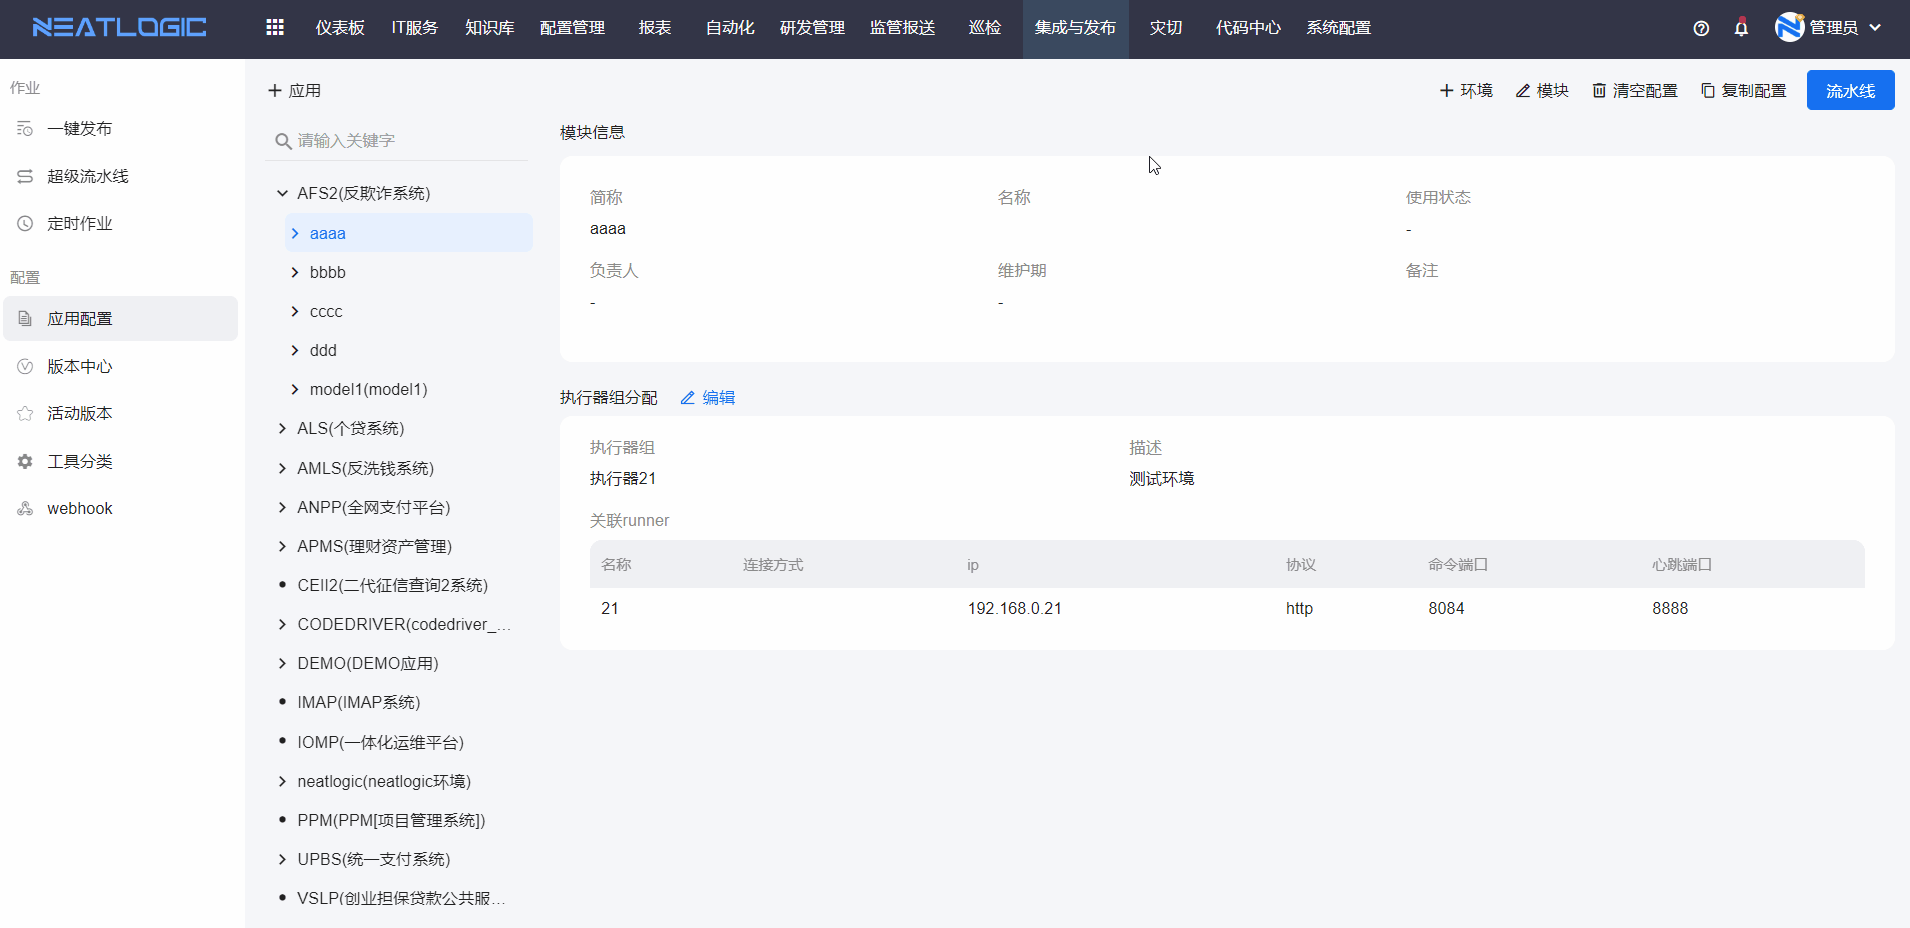 NEATLOGIC
仪表板
IT服务
知识库
配置管理
报表
自动化
研发管理
监管报送
巡检
集成与发布
灾切
代码中心
系统配置
管理员
作业
一键发布
超级流水线
定时作业
配置
应用配置
版本中心
活动版本
工具分类
webhook
应用
请输入关键字
AFS2(反欺诈系统)
aaaa
bbbb
cccc
ddd
model1(model1)
ALS(个贷系统)
AMLS(反洗钱系统)
ANPP(全网支付平台)
APMS(理财资产管理)
CEII2(二代征信查询2系统)
CODEDRIVER(codedriver_...
DEMO(DEMO应用)
IMAP(IMAP系统)
IOMP(一体化运维平台)
neatlogic(neatlogic环境)
PPM(PPM[项目管理系统])
UPBS(统一支付系统)
VSLP(创业担保贷款公共服...
环境
模块
清空配置
复制配置
流水线
模块信息
简称
名称
使用状态
aaaa
-
负责人
维护期
备注
-
-
执行器组分配
编辑
执行器组
描述
执行器21
测试环境
关联runner
名称
连接方式
ip
协议
命令端口
心跳端口
21
192.168.0.21
http
8084
8888